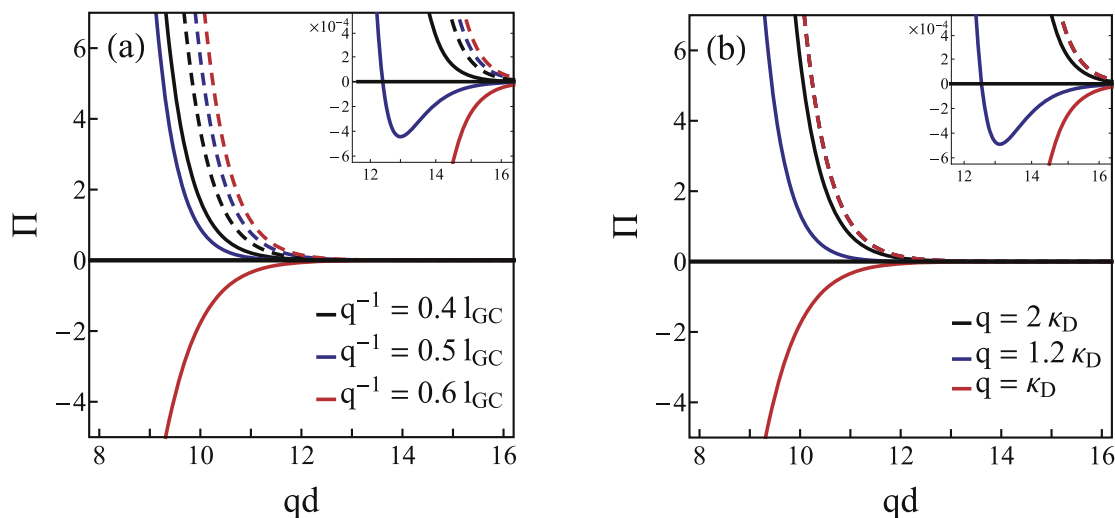 (a)
Π
6
4
2
0
−2
−4
8 10 12 14 16
qd
×10⁻⁴
6
4
2
0
−2
−4
−6
12 14 16
q⁻¹ = 0.4 l_GC
q⁻¹ = 0.5 l_GC
q⁻¹ = 0.6 l_GC
(b)
Π
6
4
2
0
−2
−4
8 10 12 14 16
qd
×10⁻⁴
6
4
2
0
−2
−4
−6
12 14 16
q = 2 κ_D
q = 1.2 κ_D
q = κ_D